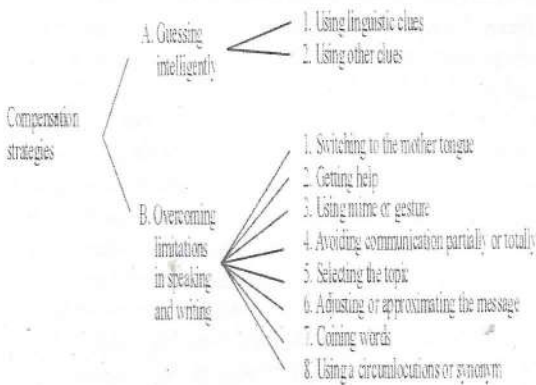 A. Guessing
intelligently
1. Using linguistic clues
2. Using other clues
Compensation
strategies
B. Overcoming
limitations
in speaking
and writing
1. Switching to the mother tongue
2. Getting help
3. Using mime or gesture
4. Avoiding communication partially or totally
5. Selecting the topic
6. Adjusting or approximating the message
7. Coining words
8. Using a circumlocutions or synonym